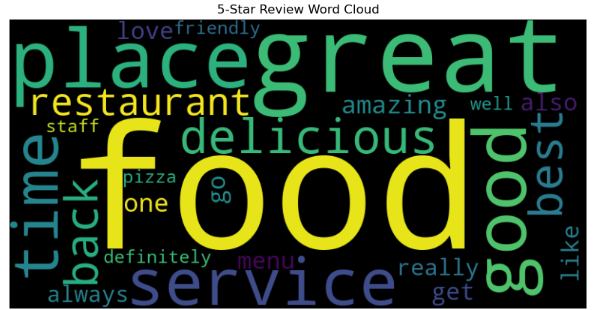 5-Star Review Word Cloud
love friendly
place great
restaurant amazing well also
staff delicious
food
time back pizza go good best
one
definitely menu really like
always service get